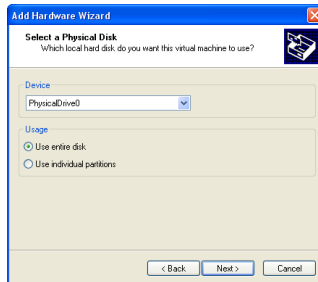 Add Hardware Wizard
Select a Physical Disk
Which local hard disk do you want this virtual machine to use?
Device
PhysicalDrive0
Usage
Use entire disk
Use individual partitions
< Back
Next >
Cancel